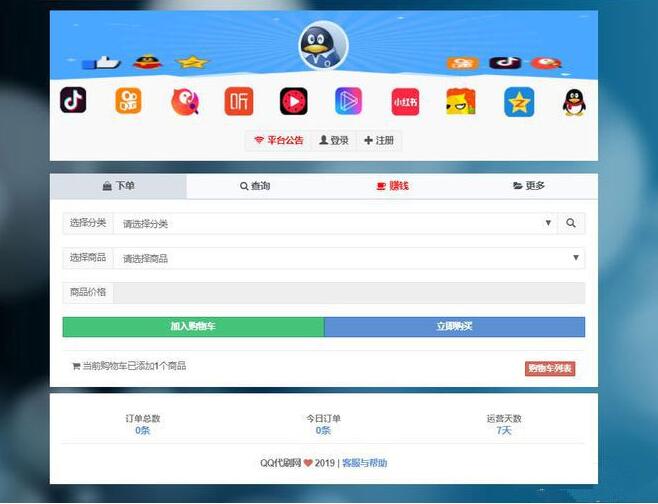 听
小红书
平台公告 登录 注册
下单 查询 赚钱 更多
选择分类 请选择分类
选择商品 请选择商品
商品价格
加入购物车 立即购买
当前购物车已添加1个商品 购物车列表
订单总数 今日订单 运营天数
0条 0条 7天
QQ代刷网 2019 | 客服与帮助